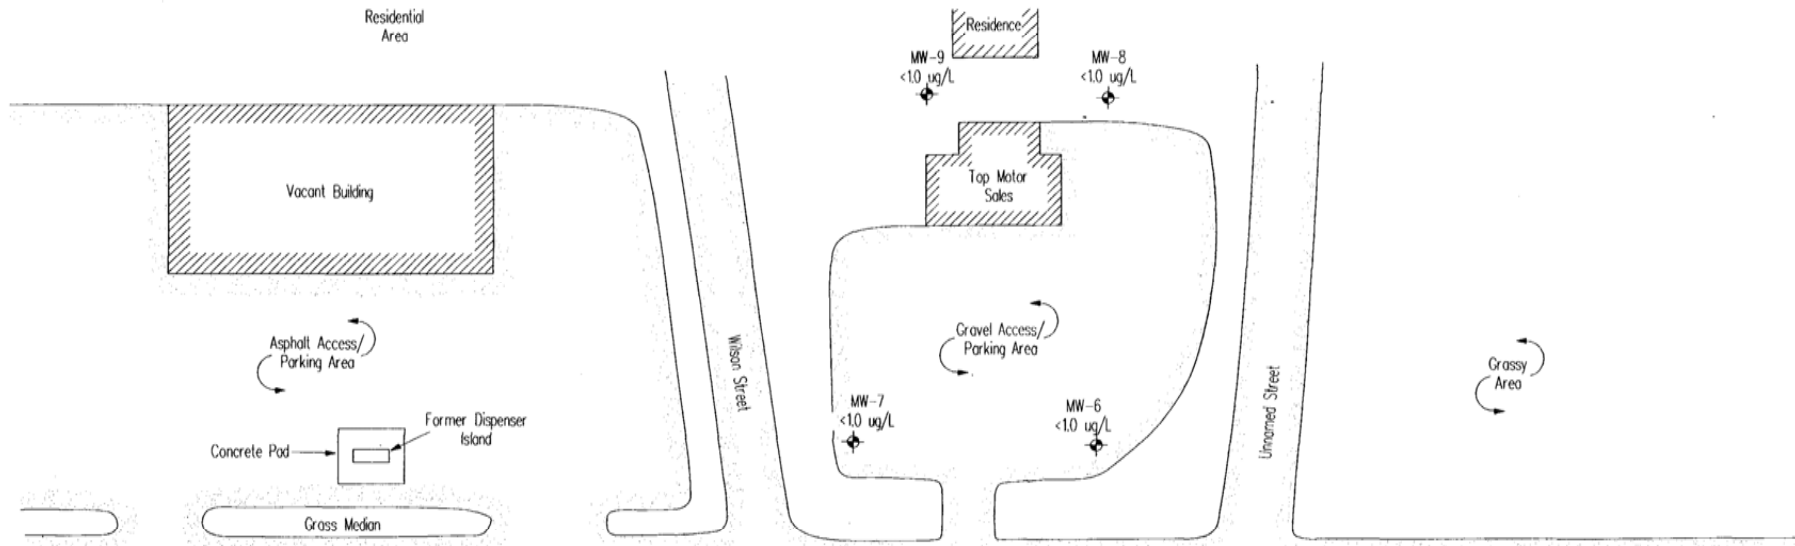 Residential
Area
Residence
MW-9
<1.0 ug/L
MW-8
<1.0 ug/L
Vacant Building
Top Motor
Sales
Asphalt Access/
Parking Area
Wilson Street
Gravel Access/
Parking Area
Unnamed Street
Grassy
Area
MW-7
<1.0 ug/L
MW-6
<1.0 ug/L
Former Dispenser
Island
Concrete Pad
Grass Median